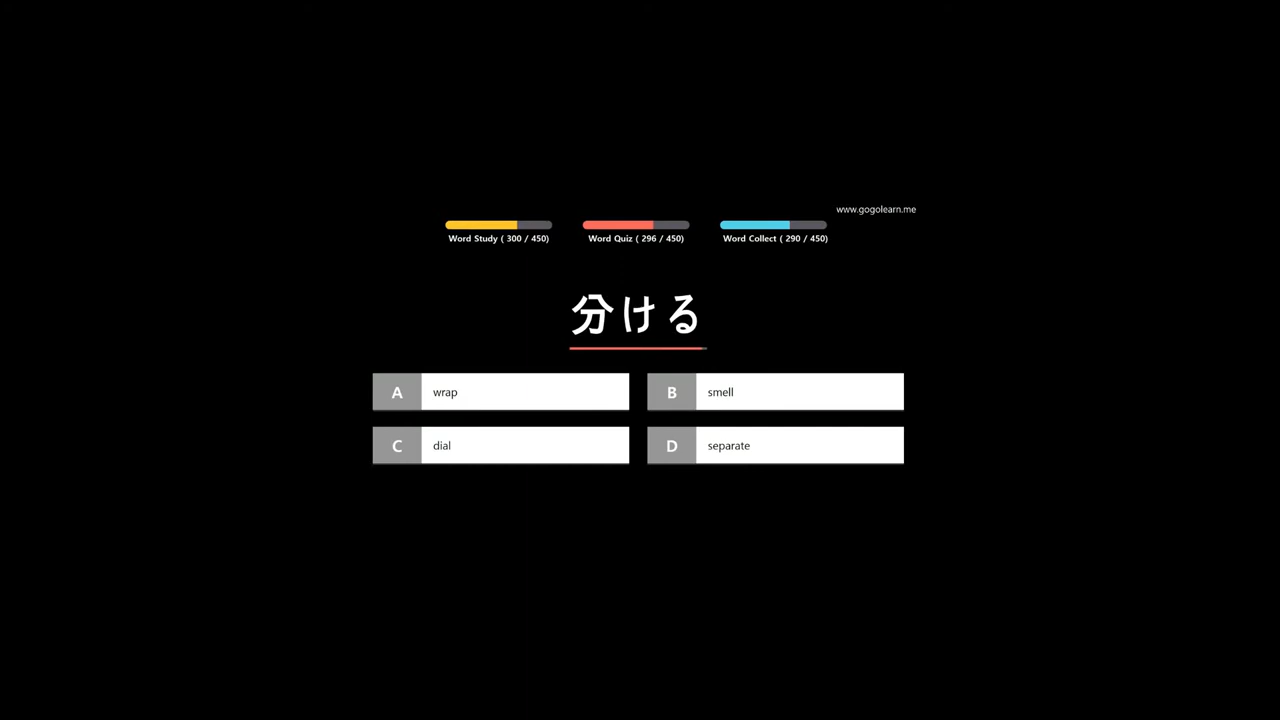 www.gogolearn.me
Word Study ( 300 / 450)
Word Quiz ( 296 / 450)
Word Collect ( 290 / 450)
分ける
A wrap
B smell
C dial
D separate